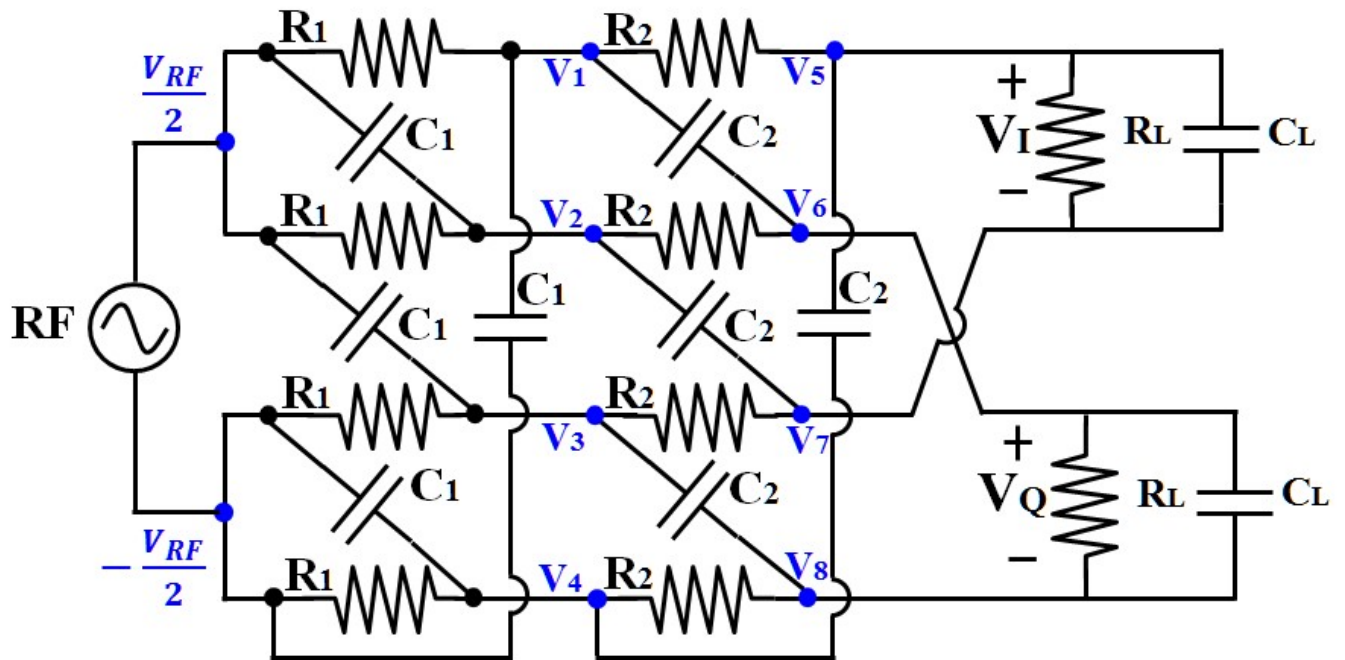 R1
R2
V1
V5
VRF
2
C1
C2
+
VI
−
RL
CL
R1
V2
R2
V6
RF
C1
C1
C2
C2
R1
V3
R2
V7
C1
C2
+
VQ
−
RL
CL
− VRF
2
R1
V4
R2
V8